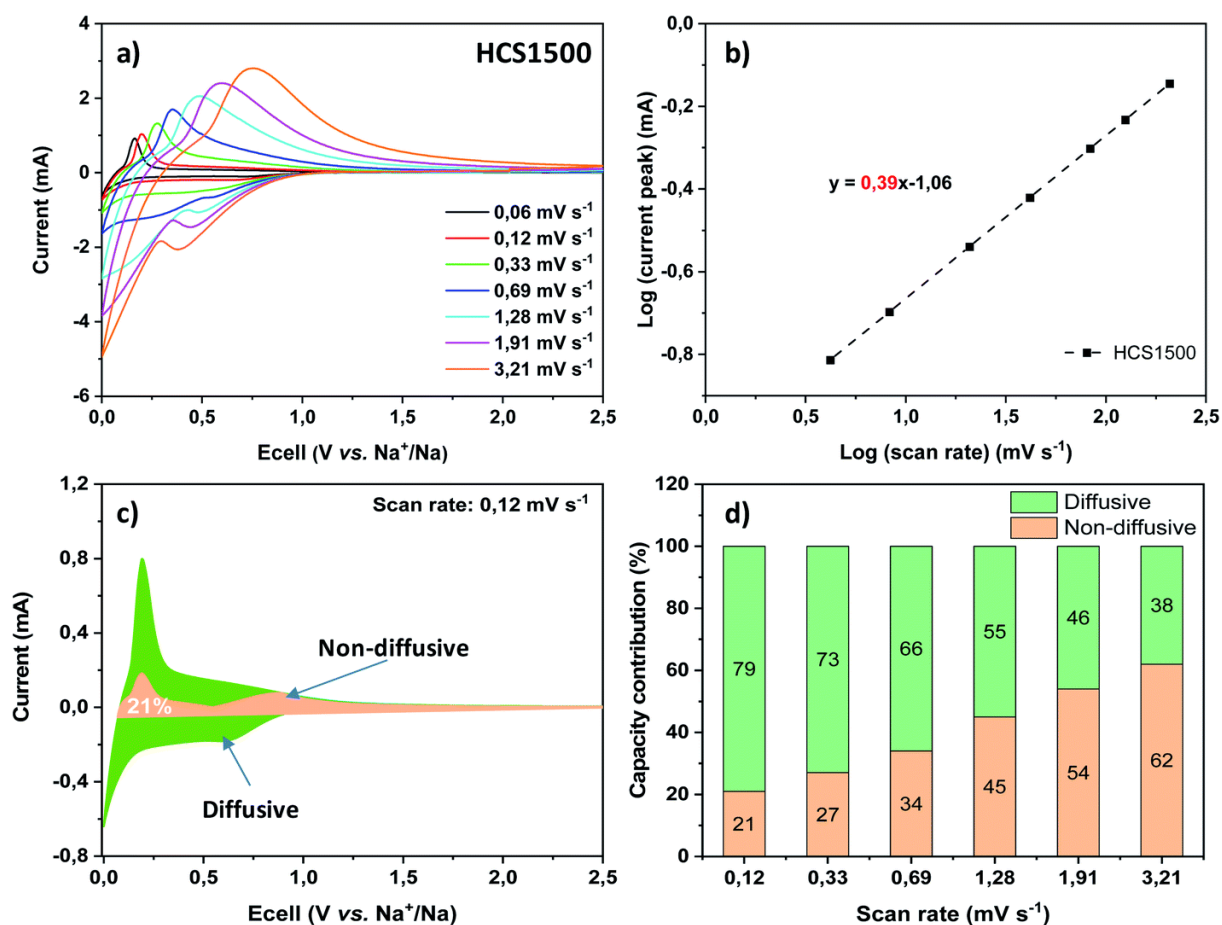 a)
HCS1500
4
2
0
-2
-4
-6
Current (mA)
0,06 mV s⁻¹
0,12 mV s⁻¹
0,33 mV s⁻¹
0,69 mV s⁻¹
1,28 mV s⁻¹
1,91 mV s⁻¹
3,21 mV s⁻¹
0,0 0,5 1,0 1,5 2,0 2,5
Ecell (V vs. Na⁺/Na)
b)
0,0
-0,2
-0,4
-0,6
-0,8
Log (current peak) (mA)
y = 0,39x-1,06
HCS1500
0,0 0,5 1,0 1,5 2,0 2,5
Log (scan rate) (mV s⁻¹)
c)
Scan rate: 0,12 mV s⁻¹
1,2
0,8
0,4
0,0
-0,4
-0,8
Current (mA)
Non-diffusive
21%
Diffusive
0,0 0,5 1,0 1,5 2,0 2,5
Ecell (V vs. Na⁺/Na)
d)
Diffusive
Non-diffusive
120
100
80
60
40
20
0
Capacity contribution (%)
79 73 66 55 46 38
21 27 34 45 54 62
0,12 0,33 0,69 1,28 1,91 3,21
Scan rate (mV s⁻¹)